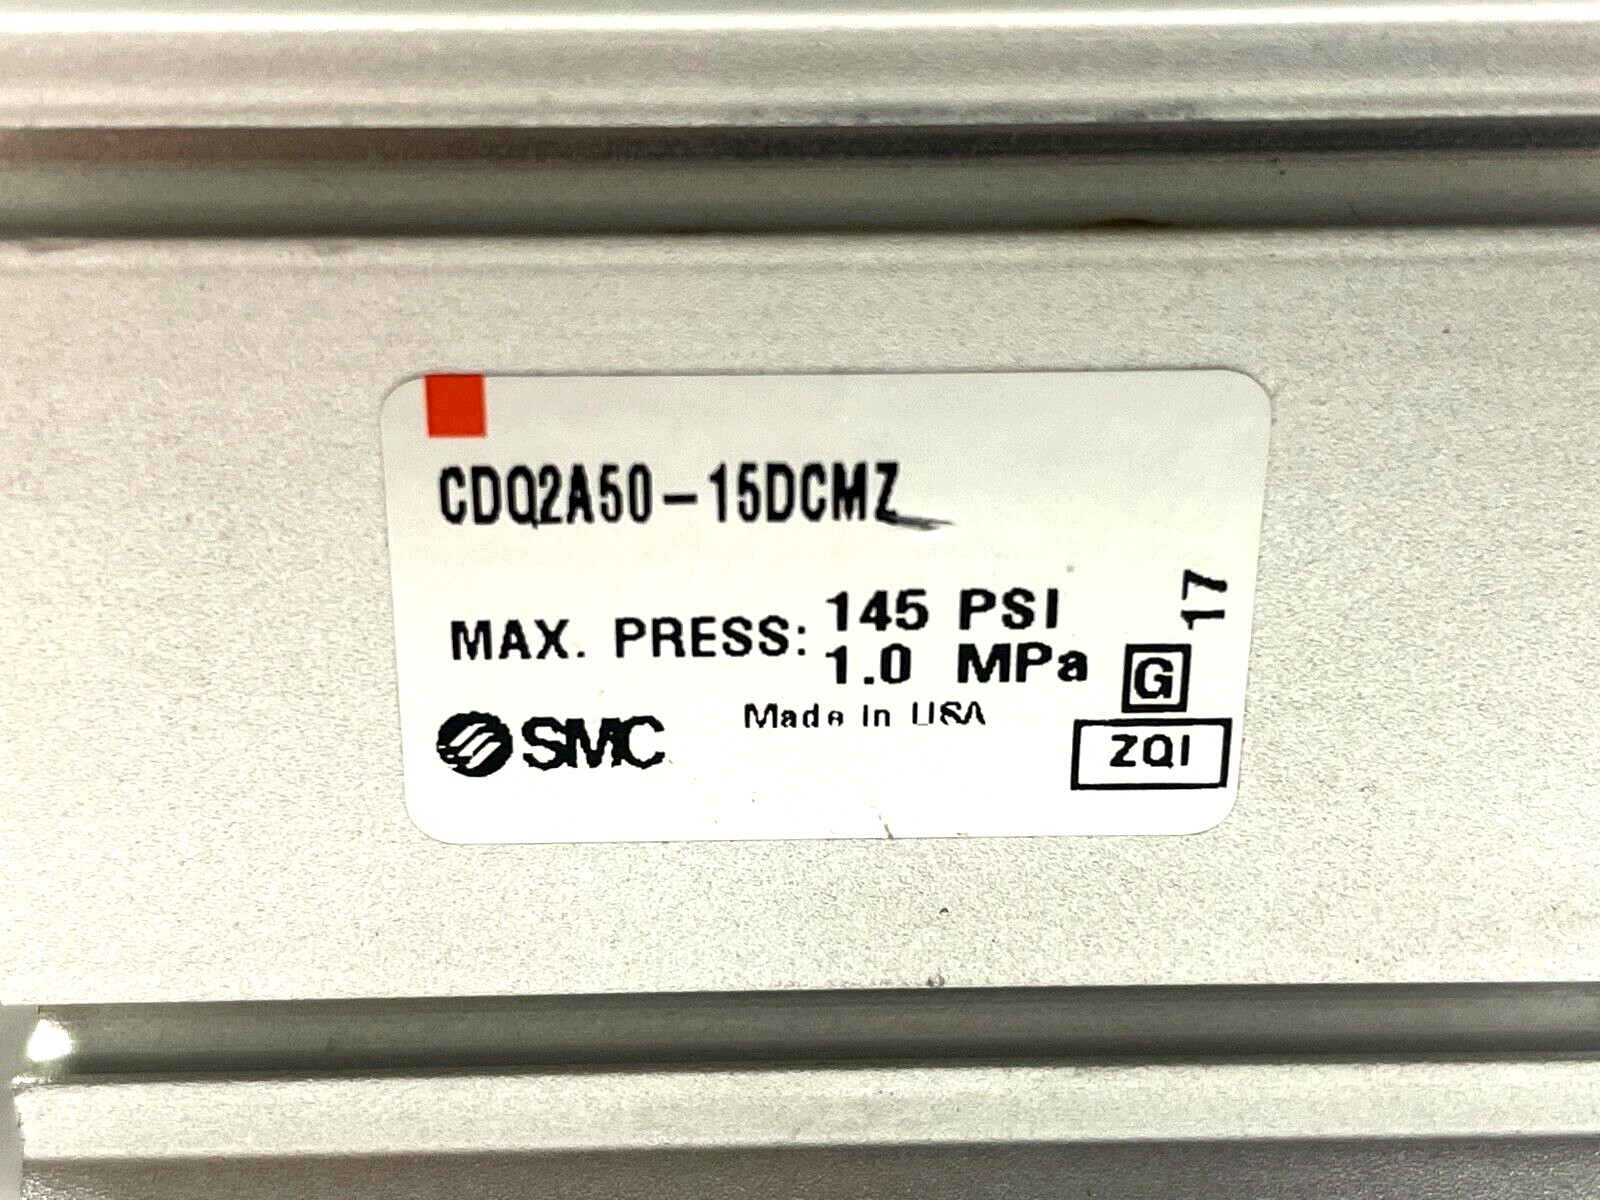 CDQ2A50-15DCMZ
MAX. PRESS: 145 PSI
1.0 MPa
17
G
Made in USA
SMC
ZQI